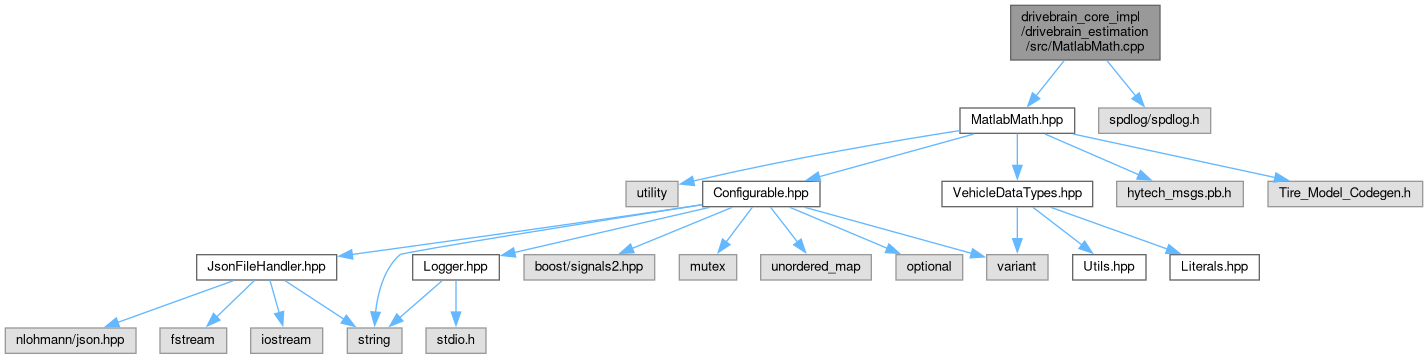 drivebrain_core_impl
/drivebrain_estimation
/src/MatlabMath.cpp
MatlabMath.hpp
spdlog/spdlog.h
utility
Configurable.hpp
VehicleDataTypes.hpp
hytech_msgs.pb.h
Tire_Model_Codegen.h
JsonFileHandler.hpp
Logger.hpp
boost/signals2.hpp
mutex
unordered_map
optional
variant
Utils.hpp
Literals.hpp
nlohmann/json.hpp
fstream
iostream
string
stdio.h